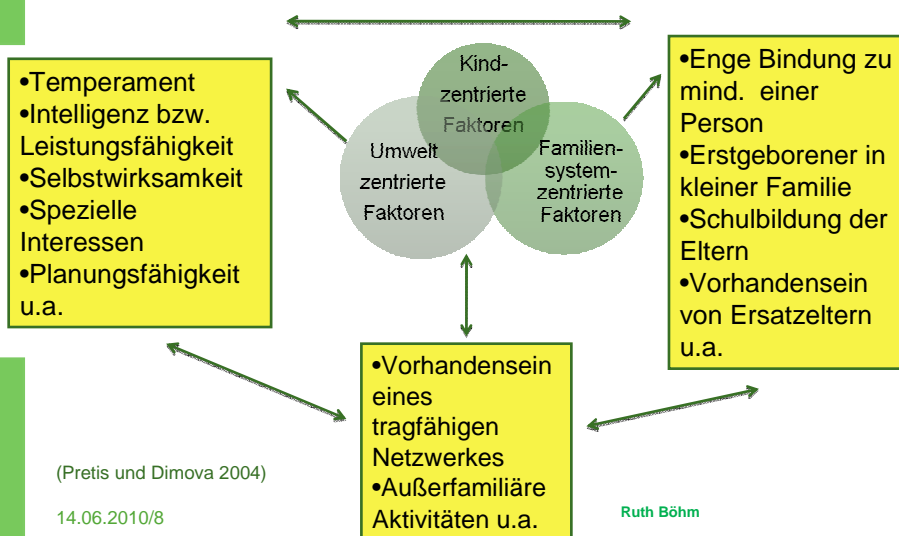 •Temperament
•Intelligenz bzw.
Leistungsfähigkeit
•Selbstwirksamkeit
•Spezielle
Interessen
•Planungsfähigkeit
u.a.
Kind-
zentrierte
Faktoren
Umwelt
zentrierte
Faktoren
Familien-
system-
zentrierte
Faktoren
•Enge Bindung zu
mind. einer
Person
•Erstgeborener in
kleiner Familie
•Schulbildung der
Eltern
•Vorhandensein
von Ersatzeltern
u.a.
•Vorhandensein
eines
tragfähigen
Netzwerkes
•Außerfamiliäre
Aktivitäten u.a.
(Pretis und Dimova 2004)
14.06.2010/8
Ruth Böhm